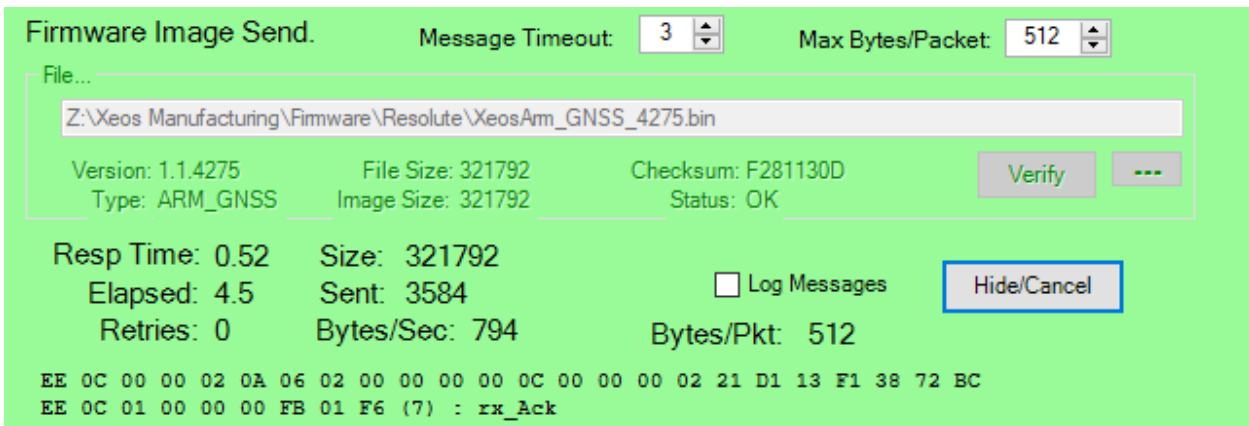 Firmware Image Send. Message Timeout: 3 Max Bytes/Packet: 512
File...
Z:\Xeos Manufacturing\Firmware\Resolute\XeosArm_GNSS_4275.bin
Version: 1.1.4275 File Size: 321792 Checksum: F281130D Verify ---
Type: ARM_GNSS Image Size: 321792 Status: OK
Resp Time: 0.52 Size: 321792
Elapsed: 4.5 Sent: 3584 Log Messages Hide/Cancel
Retries: 0 Bytes/Sec: 794 Bytes/Pkt: 512
EE 0C 00 00 02 0A 06 02 00 00 00 00 0C 00 00 00 02 21 D1 13 F1 38 72 BC
EE 0C 01 00 00 00 FB 01 F6 (7) : rx_Ack